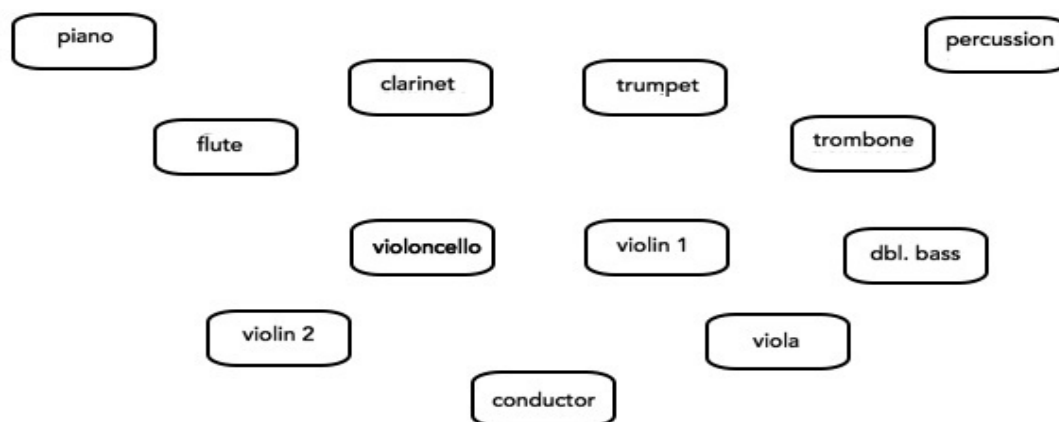 piano
percussion
clarinet
trumpet
flute
trombone
violoncello
violin 1
dbl. bass
violin 2
viola
conductor